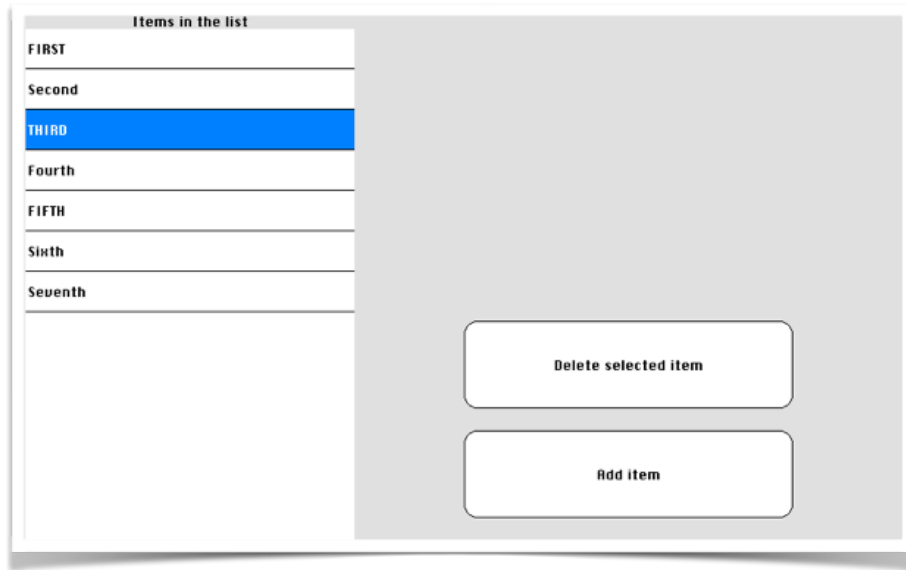 Items in the list
FIRST
Second
THIRD
Fourth
FIFTH
Sixth
Seventh
Delete selected item
Add item